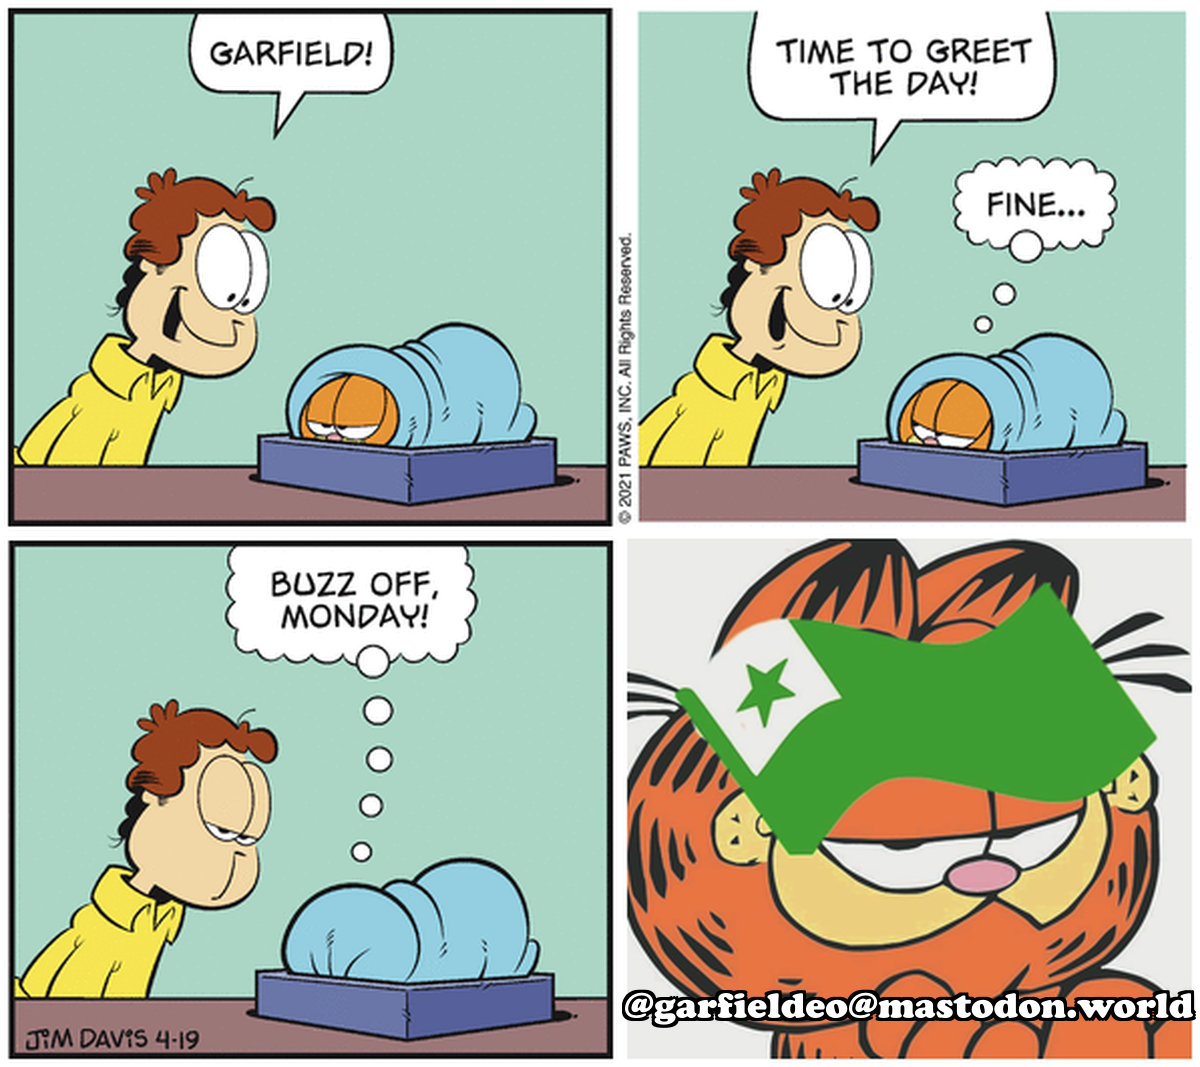 GARFIELD!
TIME TO GREET
THE DAY!
FINE...
© 2021 PAWS, INC. All Rights Reserved.
BUZZ OFF,
MONDAY!
JIM DAVIS 4-19
@garfieldeo@mastodon.world